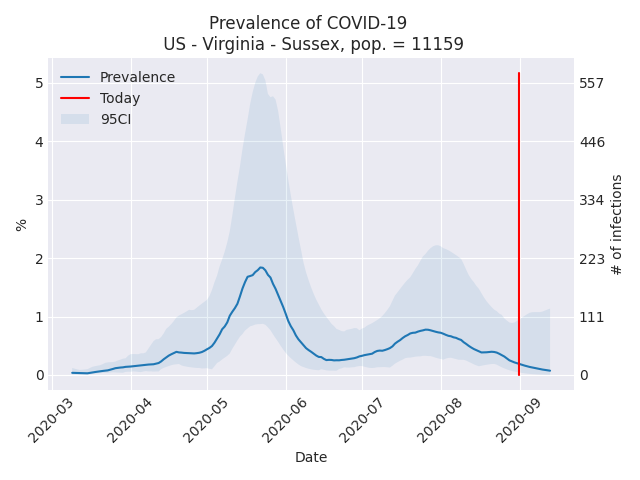 Prevalence of COVID-19
US - Virginia - Sussex, pop. = 11159
Prevalence
Today
95CI
%
5
4
3
2
1
0
557
446
334
223
111
0
# of infections
2020-03
2020-04
2020-05
2020-06
2020-07
2020-08
2020-09
Date